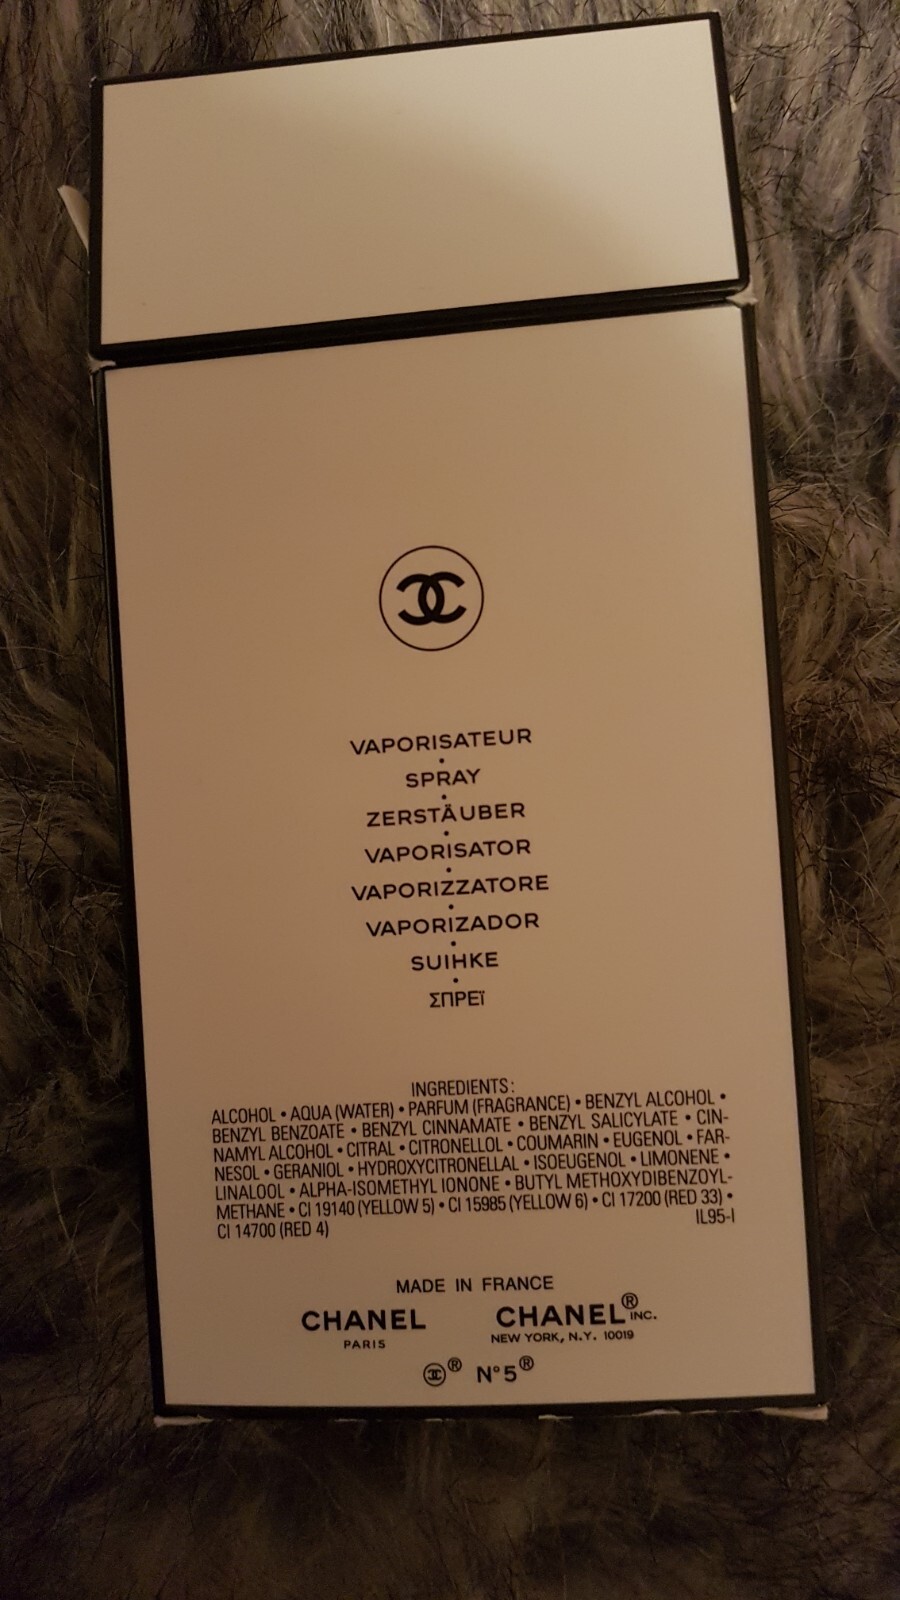 VAPORISATEUR
•
SPRAY
•
ZERSTÄUBER
•
VAPORISATOR
•
VAPORIZZATORE
•
VAPORIZADOR
•
SUIHKE
•
ΣΠΡΕΪ
INGREDIENTS:
ALCOHOL • AQUA (WATER) • PARFUM (FRAGRANCE) • BENZYL ALCOHOL •
BENZYL BENZOATE • BENZYL CINNAMATE • BENZYL SALICYLATE • CIN-
NAMYL ALCOHOL • CITRAL • CITRONELLOL • COUMARIN • EUGENOL • FAR-
NESOL • GERANIOL • HYDROXYCITRONELLAL • ISOEUGENOL • LIMONENE •
LINALOOL • ALPHA-ISOMETHYL IONONE • BUTYL METHOXYDIBENZOYL-
METHANE • CI 19140 (YELLOW 5) • CI 15985 (YELLOW 6) • CI 17200 (RED 33) •
CI 14700 (RED 4) IL95-I
MADE IN FRANCE
CHANEL CHANEL® INC.
PARIS NEW YORK, N.Y. 10019
® N°5®